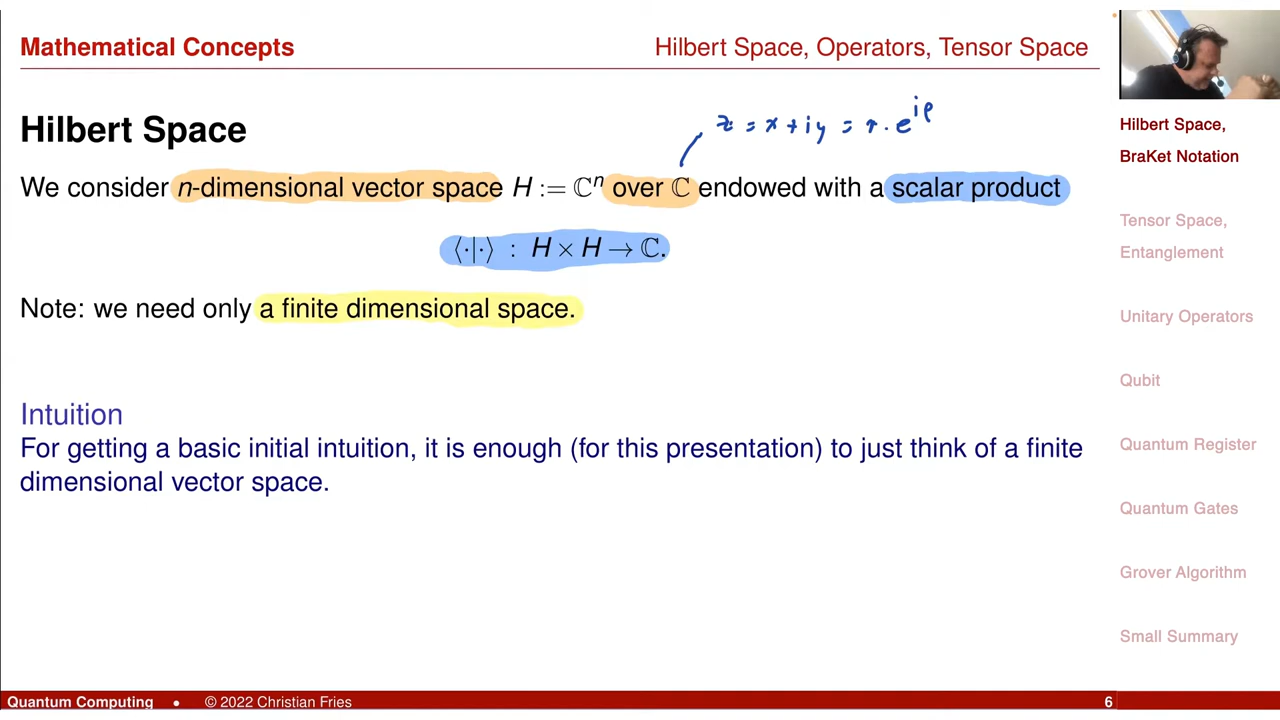 Mathematical Concepts
Hilbert Space, Operators, Tensor Space
Hilbert Space
z = x + iy = r · e^{iφ}
We consider n-dimensional vector space H := ℂⁿ over ℂ endowed with a scalar product
⟨·|·⟩ : H × H → ℂ.
Note: we need only a finite dimensional space.
Intuition
For getting a basic initial intuition, it is enough (for this presentation) to just think of a finite
dimensional vector space.
Hilbert Space,
BraKet Notation
Tensor Space,
Entanglement
Unitary Operators
Qubit
Quantum Register
Quantum Gates
Grover Algorithm
Small Summary
Quantum Computing • © 2022 Christian Fries 6